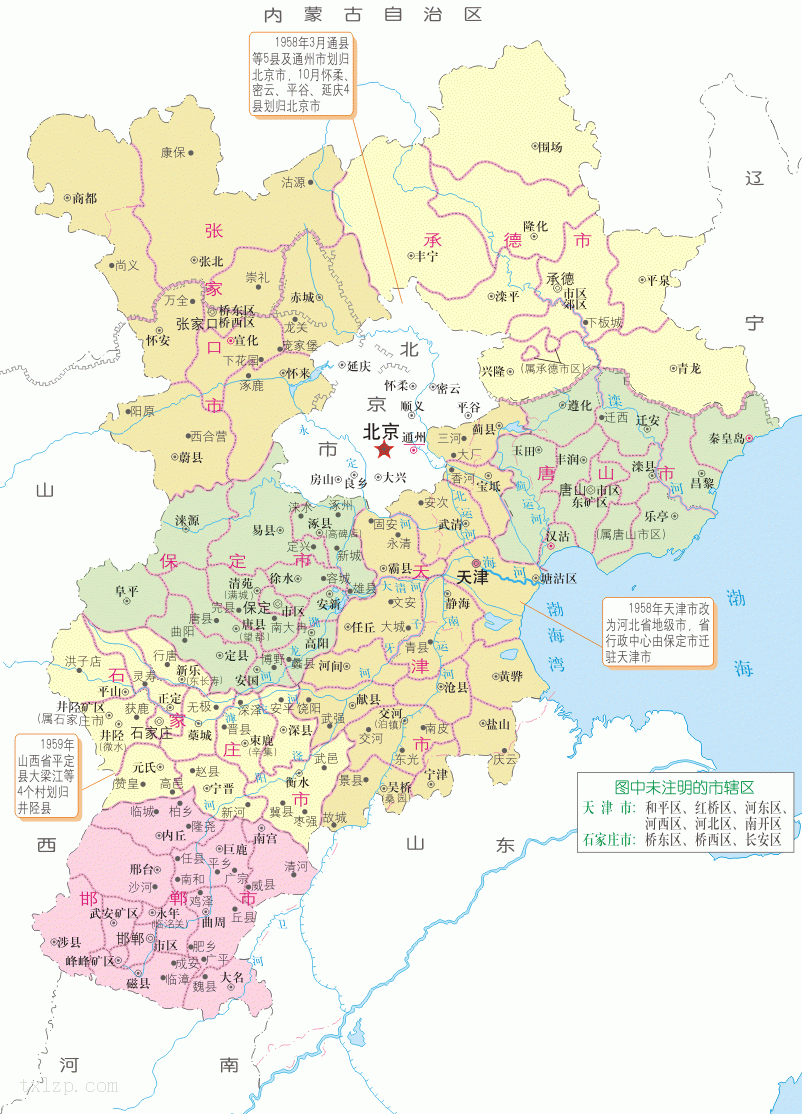 内蒙古自治区
1958年3月通县
等5县及通州市划归
北京市，10月怀柔、
密云、平谷、延庆4
县划归北京市
围场
康保
沽源
商都
辽
宁
承德市
隆化
张家口市
丰宁
尚义
张北
崇礼
平泉
承德
市区
郊区
万全
赤城
滦平
桥东区
张家口
桥西区
龙关
下板城
怀安
宣化
庞家堡
下花园
北京市
延庆
兴隆
(属承德市区)
青龙
怀来
涿鹿
怀柔
密云
平谷
顺义
遵化
迁西
滦
河
阳原
西合营
北京
通州
三河
蓟县
迁安
秦皇岛
蔚县
永
定
河
大厂
玉田
丰润
唐山市
滦县
山
西
房山
良乡
大兴
香河
宝坻
唐山
市区
东矿区
昌黎
涞源
涞水
涿州
安次
北
运
河
蓟
运
河
乐亭
易县
涿县
(高碑店)
固安
武清
(属唐山市区)
保定市
定兴
新城
永清
汉沽
徐水
容城
霸县
天津市
天津
海
河
塘沽区
阜平
清苑
(满城)
安新
雄县
大清河
静海
完县
保定
市区
文安
渤海湾
渤
海
1958年天津市改
为河北省地级市，省
行政中心由保定市迁
驻天津市
唐县
唐县
(望都)
南大冉
任丘
大城
子
牙
河
南
运
河
曲阳
高阳
青县
定县
博野
蠡县
河间
洪子店
石家庄市
行唐
新乐
(东长寿)
安国
灵寿
沧县
黄骅
平山
正定
无极
深泽
安平
饶阳
献县
井陉矿区
(属石家庄市)
获鹿
石家庄
藁城
晋县
武强
交河
(泊镇)
盐山
井陉
(微水)
束鹿
(辛集)
深县
交河
南皮
1959年
山西省平定
县大梁江等
4个村划归
井陉县
元氏
赵县
武邑
东光
庆云
赞皇
高邑
宁晋
衡水
景县
吴桥
(桑园)
宁津
柏乡
新河
冀县
枣强
故城
临城
隆尧
山东
内丘
南宫
巨鹿
任县
邢台
平乡
清河
沙河
南和
广宗
威县
邯郸市
鸡泽
武安矿区
永年
(临洺关)
曲周
丘县
涉县
邯郸
市区
肥乡
卫
河
峰峰矿区
成安
广平
磁县
临漳
魏县
大名
河南
图中未注明的市辖区
天津市：和平区、红桥区、河东区、
河西区、河北区、南开区
石家庄市：桥东区、桥西区、长安区
txlzp.com